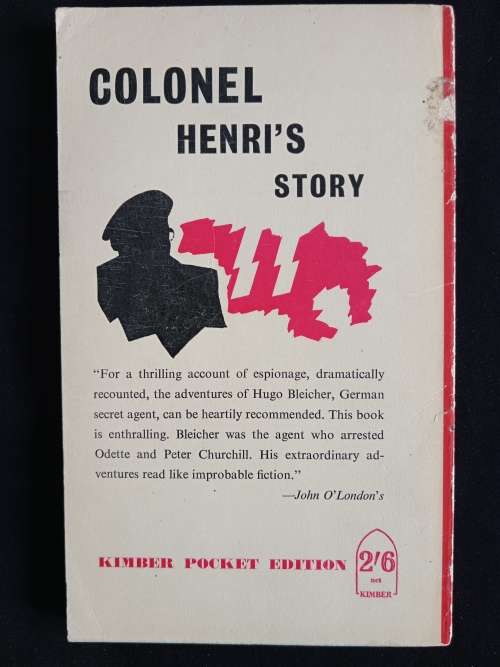 COLONEL
HENRI'S
STORY
"For a thrilling account of espionage, dramatically
recounted, the adventures of Hugo Bleicher, German
secret agent, can be heartily recommended. This book
is enthralling. Bleicher was the agent who arrested
Odette and Peter Churchill. His extraordinary ad-
ventures read like improbable fiction."
—John O'London's
KIMBER POCKET EDITION
2/6
net
KIMBER